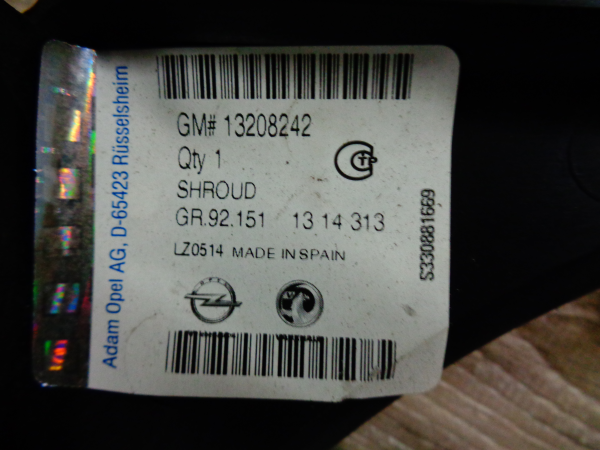 GM# 13208242
Qty 1
SHROUD
GR.92.151 13 14 313
LZ0514 MADE IN SPAIN
Adam Opel AG, D-65423 Rüsselsheim
S330881669